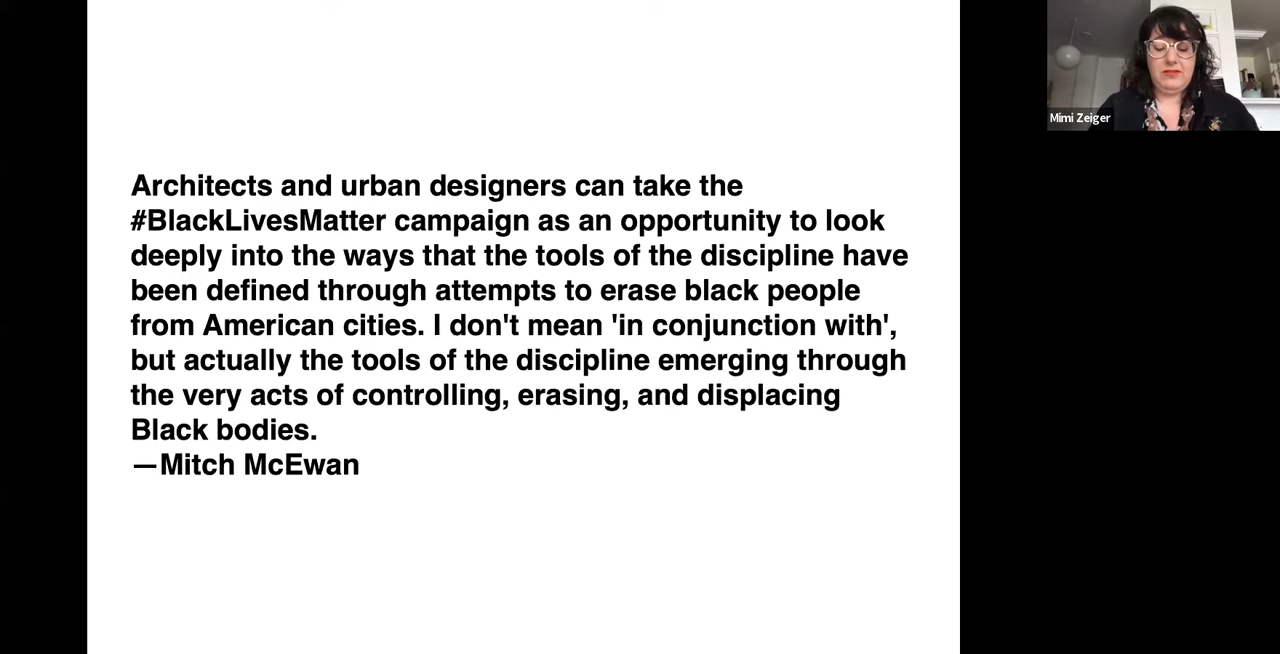 Architects and urban designers can take the
#BlackLivesMatter campaign as an opportunity to look
deeply into the ways that the tools of the discipline have
been defined through attempts to erase black people
from American cities. I don't mean 'in conjunction with',
but actually the tools of the discipline emerging through
the very acts of controlling, erasing, and displacing
Black bodies.
—Mitch McEwan
Mimi Zeiger